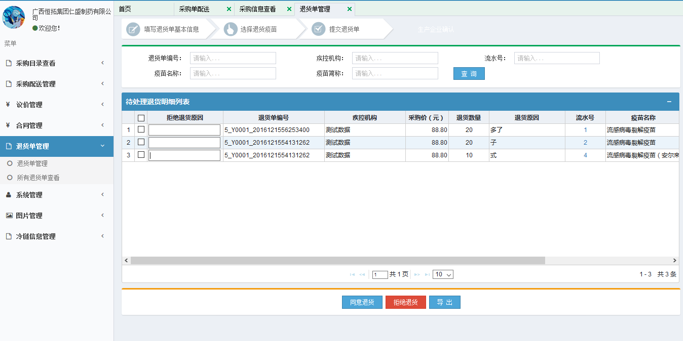 广西恒拓集团仁盛制药有限公
司
欢迎您！
菜单
采购目录查看
采购配送管理
议价管理
合同管理
退货单管理
退货单管理
所有退货单查看
系统管理
图片管理
冷链信息管理
首页 采购单配送 采购信息查看 退货单管理
填写退货单基本信息 选择退货疫苗 提交退货单
退货单编号： 请输入... 疾控机构： 请输入... 流水号： 请输入...
疫苗名称： 请输入... 疫苗简称： 请输入... 查 询
待处理退货明细列表
拒绝退货原因 退货单编号 疾控机构 采购价（元） 退货数量 退货原因 流水号 疫苗名称
1 5_Y0001_2016121556253400 测试数据 88.80 20 多了 1 流感病毒裂解疫苗
2 5_Y0001_2016121554131262 测试数据 88.80 20 子 2 流感病毒裂解疫苗
3 5_Y0001_2016121554131262 测试数据 88.80 10 式 4 流感病毒裂解疫苗（安尔来
1 共 1 页 10 1 - 3 共 3 条
同意退货 拒绝退货 导 出